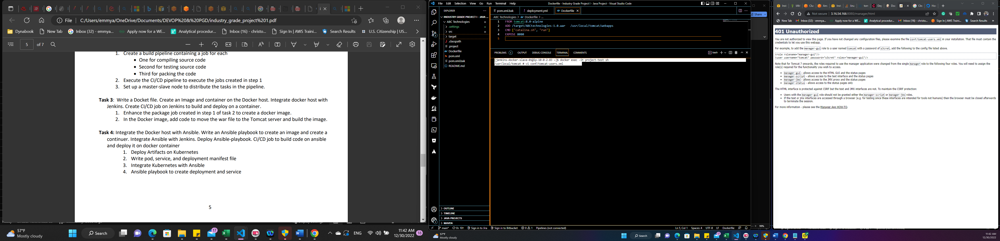 File
C:/Users/emmya/OneDrive/Documents/DEVOP%20&%20PGD/industry_grade_project%201.pdf
Dynabook
New Tab
Inbox (32) - emmya...
Apply now for a WE...
Analytical procedur...
Inbox (16) - christo...
Sign In | AWS Traini...
Search Results
U.S. Citizenship | US...
5 of 7
1. Create a build pipeline containing a job for each
• One for compiling source code
• Second for testing source code
• Third for packing the code
2. Execute the CI/CD pipeline to execute the jobs created in step 1
3. Set up a master-slave node to distribute the tasks in the pipeline.
Task 3: Write a Docket file. Create an Image and container on the Docker host. Integrate docker host with
Jenkins. Create CI/CD job on Jenkins to build and deploy on a container.
1. Enhance the package job created in step 1 of task 2 to create a docker image.
2. In the Docker image, add code to move the war file to the Tomcat server and build the image.
Task 4: Integrate the Docker host with Ansible. Write an Ansible playbook to create an image and create a
continuer. Integrate Ansible with Jenkins. Deploy Ansible-playbook. CI/CD job to build code on ansible
and deploy it on docker container
1. Deploy Artifacts on Kubernetes
2. Write pod, service, and deployment manifest file
3. Integrate Kubernetes with Ansible
4. Ansible playbook to create deployment and service
5
57°F
Mostly cloudy
Search
17
ENG
11:42 AM
12/30/2022
18
File Edit Selection View Go Run Terminal Help
Dockerfile - Industry Grade Project I - Java Project - Visual Studio Code
EXPLORER
INDUSTRY GRADE PROJECT I - JAVA ...
ABC Technologies
.settings
src
target
.classpath
.project
Dockerfile
pom.xml
pom.xml.bak
README.md
OUTLINE
TIMELINE
JAVA PROJECTS
MAVEN
pom.xml.bak
deployment.yml
Dockerfile
ABC Technologies > Dockerfile > ...
1 FROM tomcat:8.0-alpine
2 ADD /target/ABCtechnologies-1.0.war /usr/local/tomcat/webapps
3 CMD ["catalina.sh", "run"]
4 EXPOSE 8080
5
PROBLEMS 1 OUTPUT DEBUG CONSOLE TERMINAL COMMENTS
bash
[jenkins-docker-slave-01@ip-10-0-2-83 ~]$ docker exec -it project-test sh
/usr/local/tomcat # vi conf/tomcat-users.xml
main*
0↓ 10↑
Sign in to Jira
Sign in to Bitbucket
0 1
Pipelines (not connected)
Ln 5, Col 1
Spaces: 4
UTF-8
LF
Dockerfile
Share
99%
57°F
Mostly cloudy
Search
Not secure | 3.16.54.166:8080/manager/html
New Tab
Inbox (32) - emmya...
Apply now for a WE...
Analytical procedur...
Inbox (16) - christo...
Sign In | AWS Traini...
Search Results
401 Unauthorized
You are not authorized to view this page. If you have not changed any configuration files, please examine the file conf/tomcat-users.xml in your installation. That file must contain the
credentials to let you use this webapp.
For example, to add the manager-gui role to a user named tomcat with a password of s3cret, add the following to the config file listed above.
<role rolename="manager-gui"/>
<user username="tomcat" password="s3cret" roles="manager-gui"/>
Note that for Tomcat 7 onwards, the roles required to use the manager application were changed from the single manager role to the following four roles. You will need to assign the
role(s) required for the functionality you wish to access.
• manager-gui - allows access to the HTML GUI and the status pages
• manager-script - allows access to the text interface and the status pages
• manager-jmx - allows access to the JMX proxy and the status pages
• manager-status - allows access to the status pages only
The HTML interface is protected against CSRF but the text and JMX interfaces are not. To maintain the CSRF protection:
• Users with the manager-gui role should not be granted either the manager-script or manager-jmx roles.
• If the text or jmx interfaces are accessed through a browser (e.g. for testing since these interfaces are intended for tools not humans) then the browser must be closed afterwards
to terminate the session.
For more information - please see the Manager App HOW-TO.
11:42 AM
12/30/2022